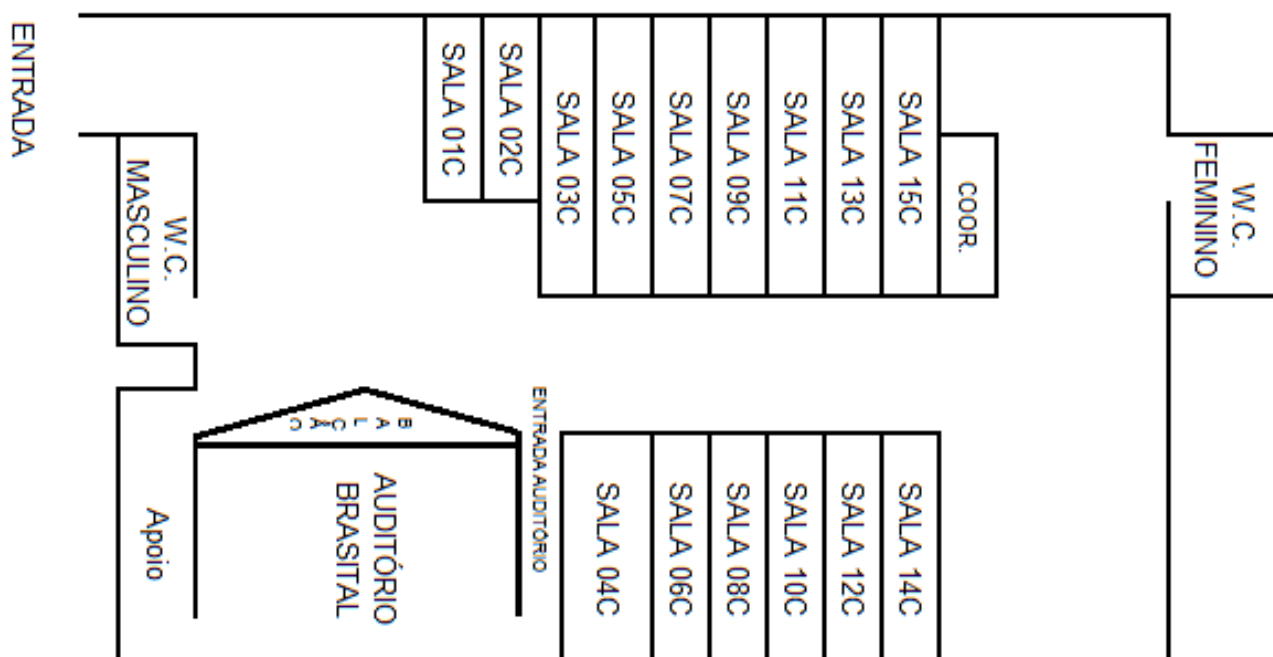 ENTRADA
W.C.
MASCULINO
SALA 01C
SALA 02C
SALA 03C
SALA 05C
SALA 07C
SALA 09C
SALA 11C
SALA 13C
SALA 15C
COOR.
W.C.
FEMININO
BALCÃO
ENTRADA AUDITÓRIO
AUDITÓRIO
BRASITAL
Apoio
SALA 04C
SALA 06C
SALA 08C
SALA 10C
SALA 12C
SALA 14C